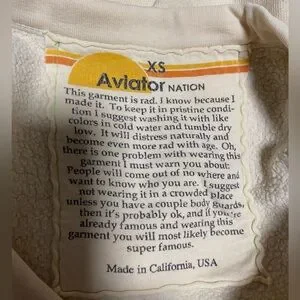 XS
Aviator NATION
This garment is rad. I know because I
made it. To keep it in pristine condi-
tion I suggest washing it with like
colors in cold water and tumble dry
low. It will distress naturally and
become even more rad with age. Oh,
there is one problem with wearing this
garment I must warn you about:
People will come out of no where and
want to know who you are. I suggest
not wearing it in a crowded place
unless you have a couple body guards,
then it's probably ok, and if you're
already famous and wearing this
garment you will most likely become
super famous.
Made in California, USA